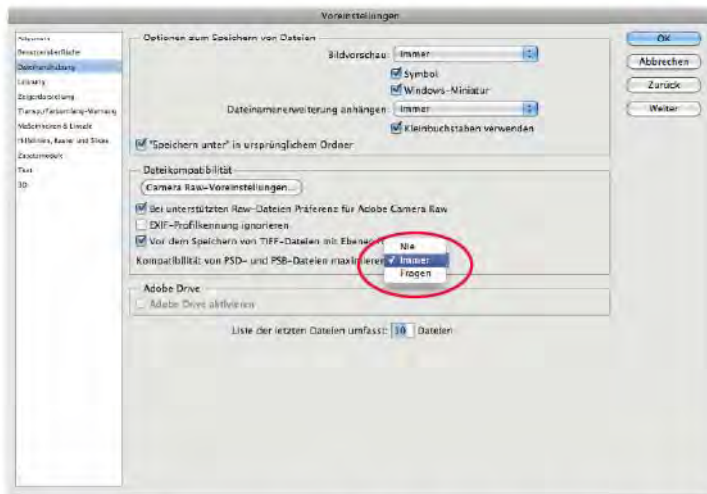 Voreinstellungen
Allgemein
Benutzeroberfläche
Dateihandhabung
Leistung
Zeigerdarstellung
Transparenz/Farbumfang-Warnung
Maßeinheiten & Lineale
Hilfslinien, Raster und Slices
Zusatzmodule
Text
3D
Optionen zum Speichern von Dateien
Bildvorschau: Immer
Symbol
Windows-Miniatur
Dateinamenerweiterung anhängen: Immer
Kleinbuchstaben verwenden
"Speichern unter" in ursprünglichem Ordner
Dateikompatibilität
Camera Raw-Voreinstellungen...
Bei unterstützten Raw-Dateien Präferenz für Adobe Camera Raw
EXIF-Profilkennung ignorieren
Vor dem Speichern von TIFF-Dateien mit Ebenen
Kompatibilität von PSD- und PSB-Dateien maximieren
Nie
Immer
Fragen
Adobe Drive
Adobe Drive aktivieren
Liste der letzten Dateien umfasst: 10 Dateien
OK
Abbrechen
Zurück
Weiter